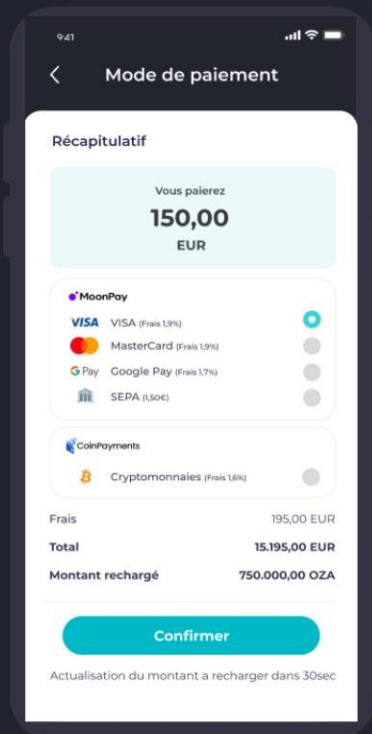 9:41
Mode de paiement
Récapitulatif
Vous paierez
150,00
EUR
MoonPay
VISA VISA (Frais 1,9%)
MasterCard (Frais 1,9%)
G Pay Google Pay (Frais 1,7%)
SEPA (1,50€)
CoinPayments
Cryptomonnaies (Frais 1,6%)
Frais 195,00 EUR
Total 15.195,00 EUR
Montant rechargé 750.000,00 OZA
Confirmer
Actualisation du montant a recharger dans 30sec